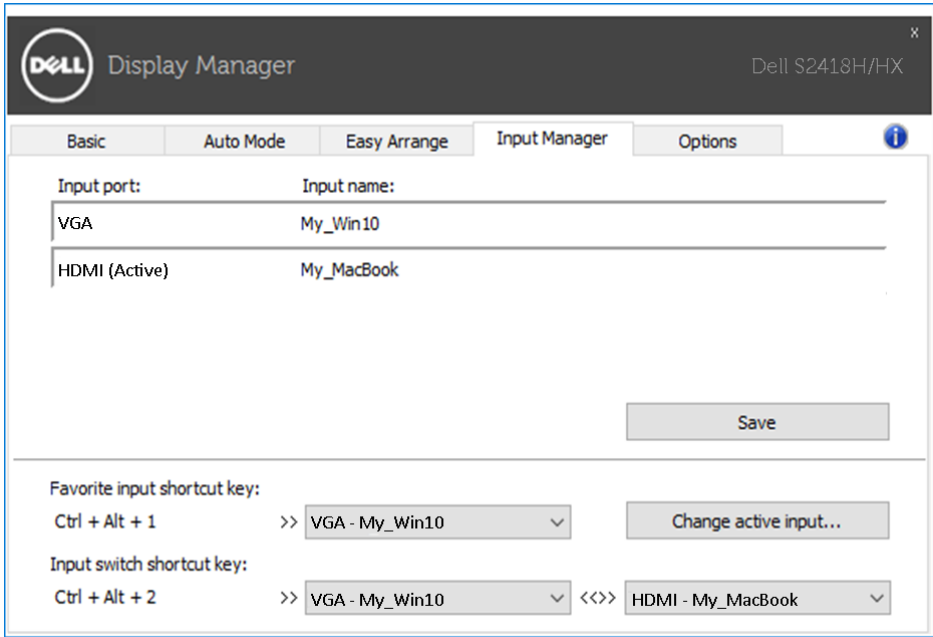 DELL Display Manager
x
Dell S2418H/HX
Basic Auto Mode Easy Arrange Input Manager Options i
Input port: Input name:
VGA My_Win10
HDMI (Active) My_MacBook
Save
Favorite input shortcut key:
Ctrl + Alt + 1 >> VGA - My_Win10 Change active input...
Input switch shortcut key:
Ctrl + Alt + 2 >> VGA - My_Win10 <<>> HDMI - My_MacBook